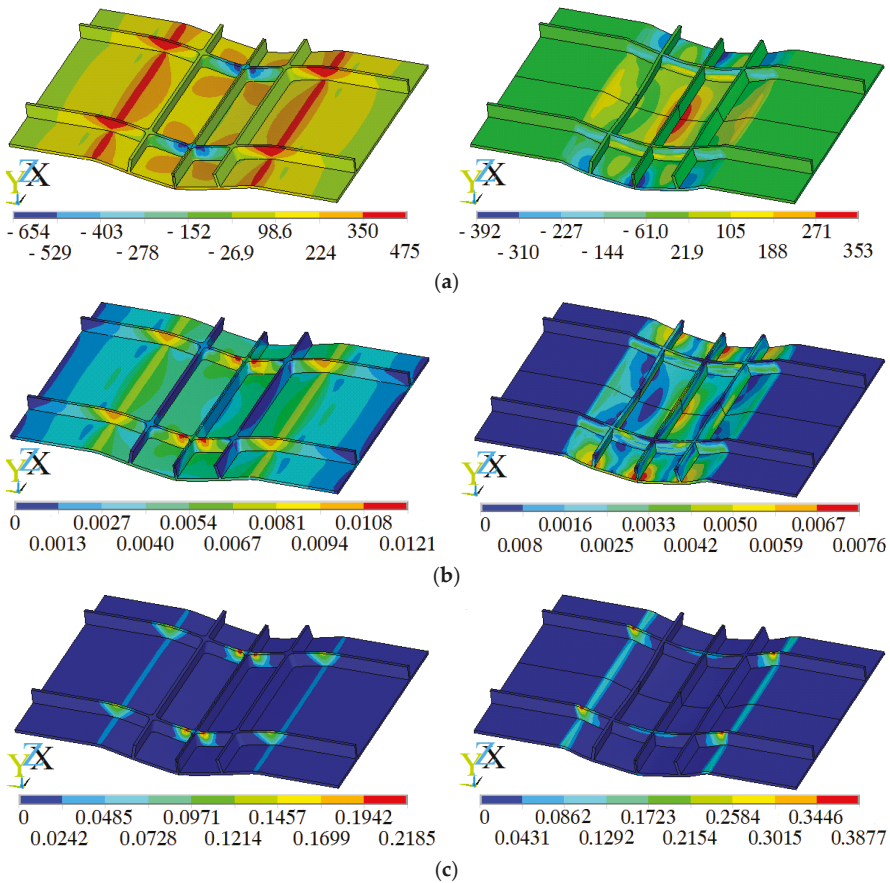 YZX YZX
- 654 - 403 - 152 98.6 350
- 529 - 278 - 26.9 224 475
- 392 - 227 - 61.0 105 271
- 310 - 144 21.9 188 353
(a)
YZX YZX
0 0.0027 0.0054 0.0081 0.0108
0.0013 0.0040 0.0067 0.0094 0.0121
0 0.0016 0.0033 0.0050 0.0067
0.008 0.0025 0.0042 0.0059 0.0076
(b)
YZX YZX
0 0.0485 0.0971 0.1457 0.1942
0.0242 0.0728 0.1214 0.1699 0.2185
0 0.0862 0.1723 0.2584 0.3446
0.0431 0.1292 0.2154 0.3015 0.3877
(c)